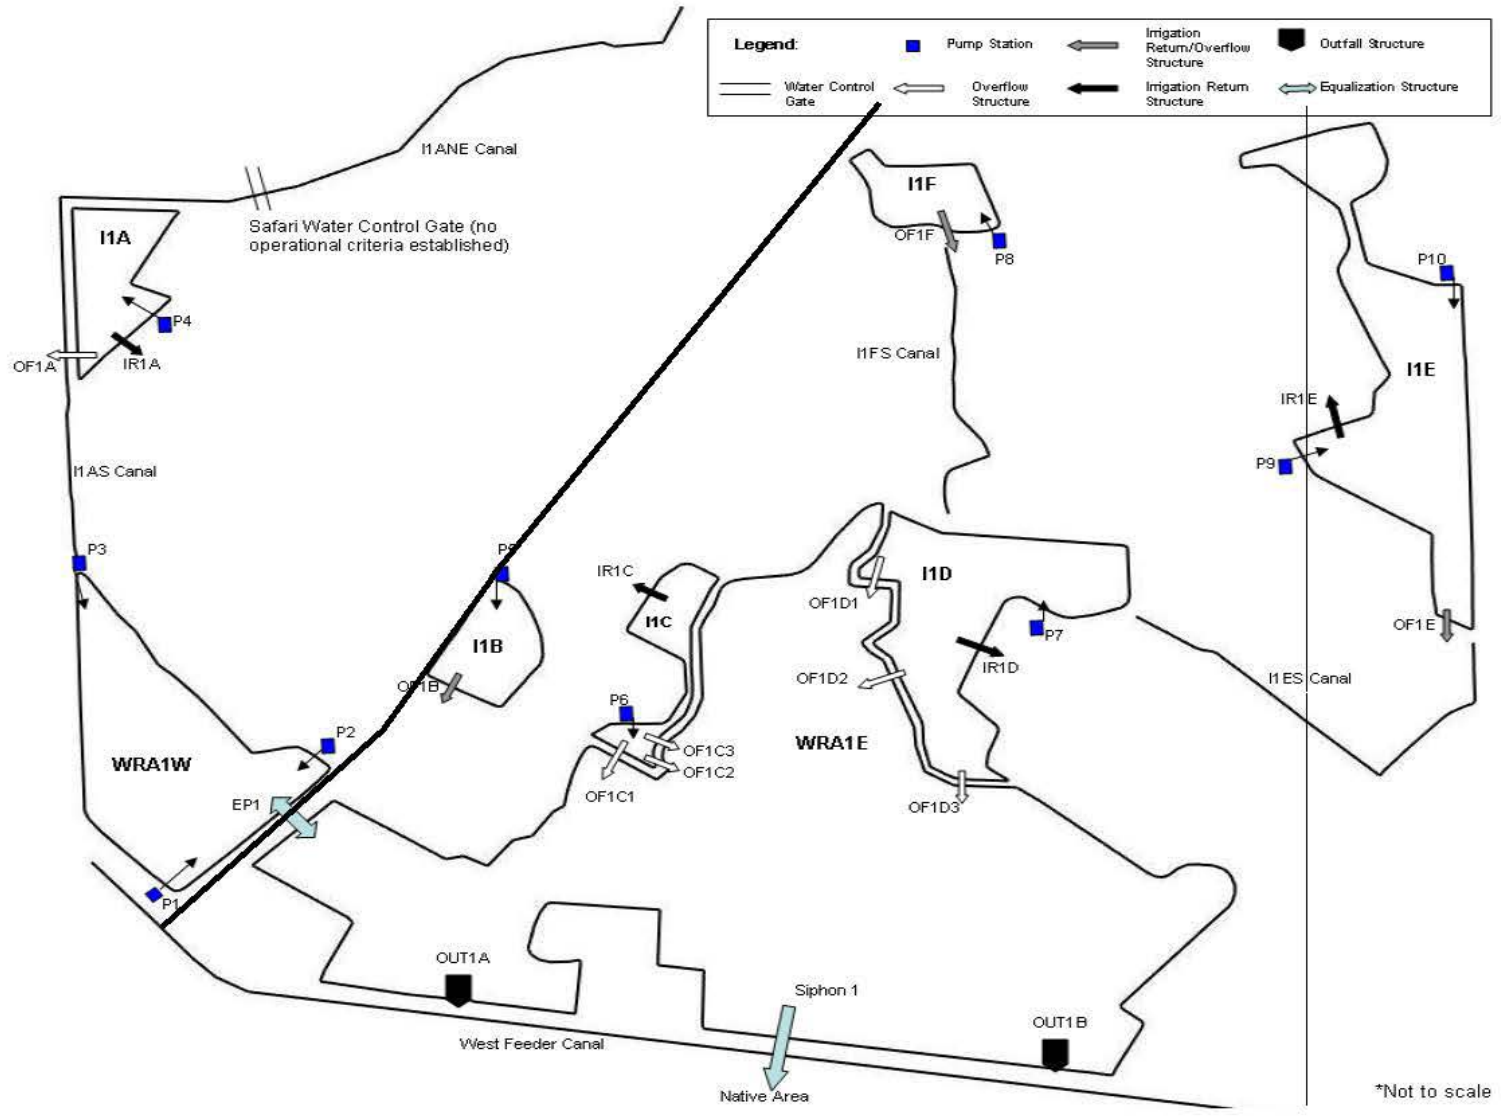 Legend:
Pump Station
Irrigation
Return/Overflow
Structure
Outfall Structure
Water Control
Gate
Overflow
Structure
Irrigation Return
Structure
Equalization Structure
I1ANE Canal
Safari Water Control Gate (no
operational criteria established)
I1A
I1F
OF1F
P8
P10
P4
OF1A
IR1A
I1FS Canal
I1E
IR1E
I1AS Canal
P9
P3
P5
IR1C
I1D
OF1D1
I1C
I1B
P7
OF1E
IR1D
OF1D2
I1ES Canal
OF1B
P6
P2
WRA1E
OF1C3
WRA1W
OF1C2
EP1
OF1C1
OF1D3
P1
OUT1A
Siphon 1
OUT1B
West Feeder Canal
Native Area
*Not to scale